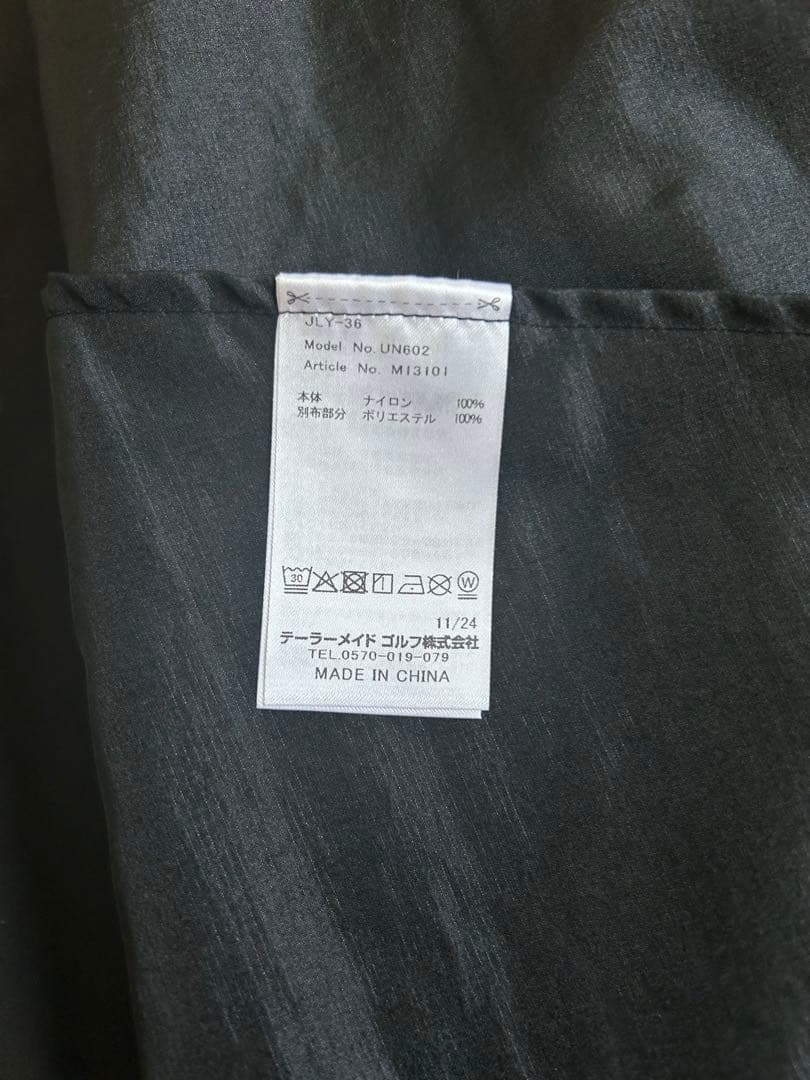 JLY-36
Model No. UN602
Article No. M13101
本体 ナイロン 100%
別布部分 ポリエステル 100%
30
W
11/24
テーラーメイド ゴルフ株式会社
TEL.0570-019-079
MADE IN CHINA